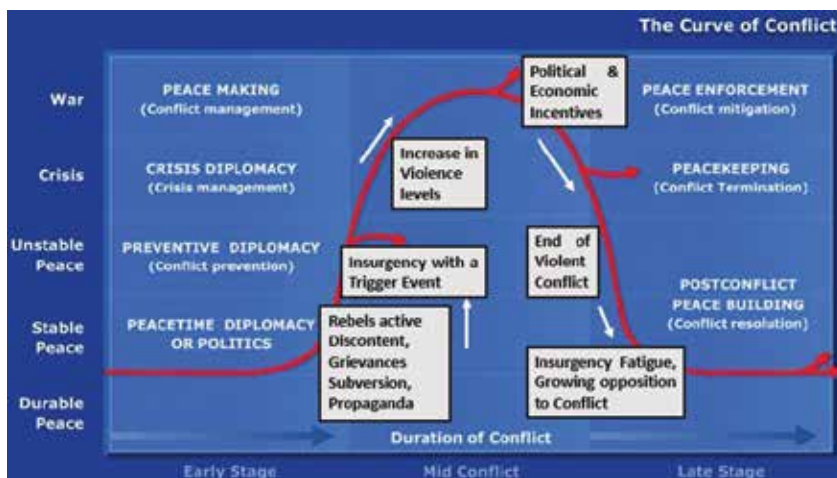 The Curve of Conflict
War
PEACE MAKING
(Conflict management)
Political &
Economic
Incentives
PEACE ENFORCEMENT
(Conflict mitigation)
Crisis
CRISIS DIPLOMACY
(Crisis management)
Increase in
Violence
levels
PEACEKEEPING
(Conflict Termination)
Unstable
Peace
PREVENTIVE DIPLOMACY
(Conflict prevention)
Insurgency with a
Trigger Event
End of
Violent
Conflict
Stable
Peace
PEACETIME DIPLOMACY
OR POLITICS
Rebels active
Discontent,
Grievances
Subversion,
Propaganda
POSTCONFLICT
PEACE BUILDING
(Conflict resolution)
Insurgency Fatigue,
Growing opposition
to Conflict
Durable
Peace
Duration of Conflict
Early Stage
Mid Conflict
Late Stage